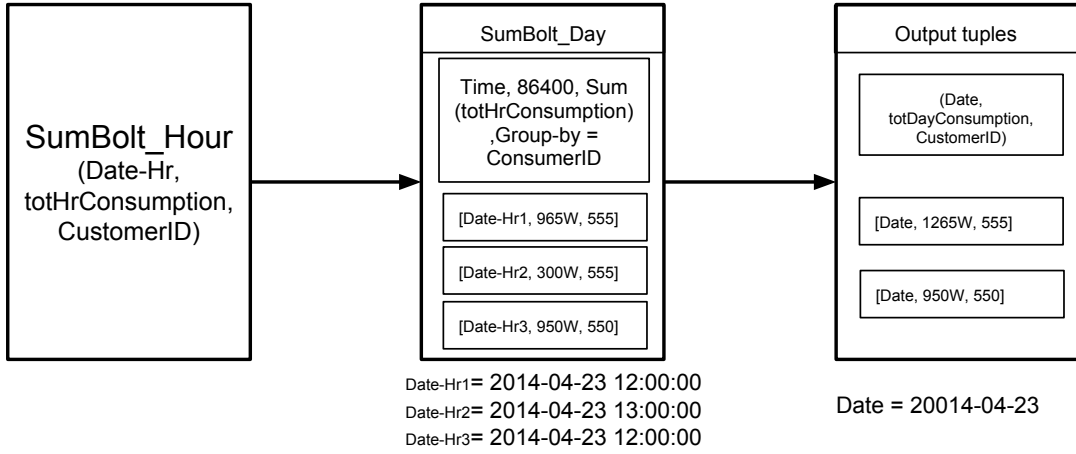 SumBolt_Hour
(Date-Hr,
totHrConsumption,
CustomerID)
SumBolt_Day
Time, 86400, Sum
(totHrConsumption)
,Group-by =
ConsumerID
[Date-Hr1, 965W, 555]
[Date-Hr2, 300W, 555]
[Date-Hr3, 950W, 550]
Date-Hr1= 2014-04-23 12:00:00
Date-Hr2= 2014-04-23 13:00:00
Date-Hr3= 2014-04-23 12:00:00
Output tuples
(Date,
totDayConsumption,
CustomerID)
[Date, 1265W, 555]
[Date, 950W, 550]
Date = 20014-04-23